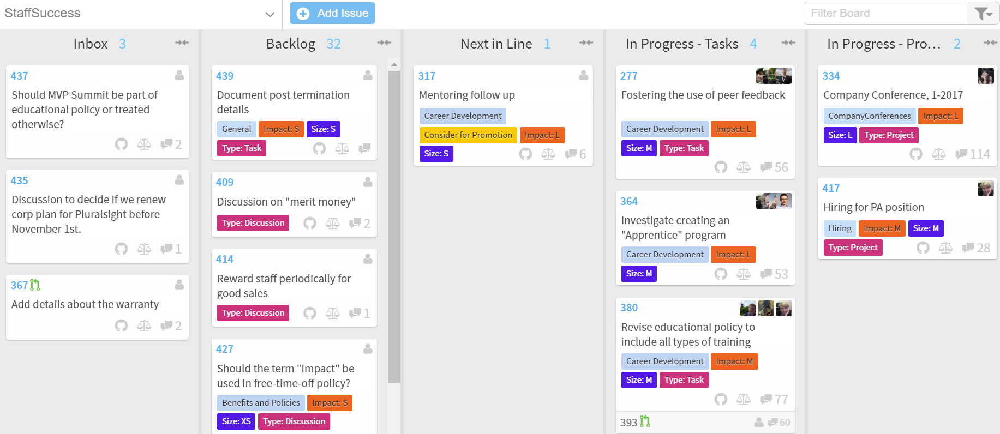 StaffSuccess
Add Issue
Filter Board
Inbox 3
437
Should MVP Summit be part of
educational policy or treated
otherwise?
2
435
Discussion to decide if we renew
corp plan for Pluralsight before
November 1st.
1
367
Add details about the warranty
2
Backlog 32
439
Document post termination
details
General Impact: S Size: S
Type: Task
409
Discussion on "merit money"
Type: Discussion 2
414
Reward staff periodically for
good sales
Type: Discussion 1
427
Should the term "impact" be
used in free-time-off policy?
Benefits and Policies Impact: S
Size: XS Type: Discussion
Next in Line 1
317
Mentoring follow up
Career Development
Consider for Promotion Impact: L
Size: S 6
In Progress - Tasks 4
277
Fostering the use of peer feedback
Career Development Impact: L
Size: M Type: Task
56
364
Investigate creating an
"Apprentice" program
Career Development Impact: L
Size: M 53
380
Revise educational policy to
include all types of training
Career Development Impact: M
Size: M Type: Task
77
393 60
In Progress - Pro... 2
334
Company Conference, 1-2017
CompanyConferences Impact: L
Size: L Type: Project
114
417
Hiring for PA position
Hiring Impact: M Size: M
Type: Project 28